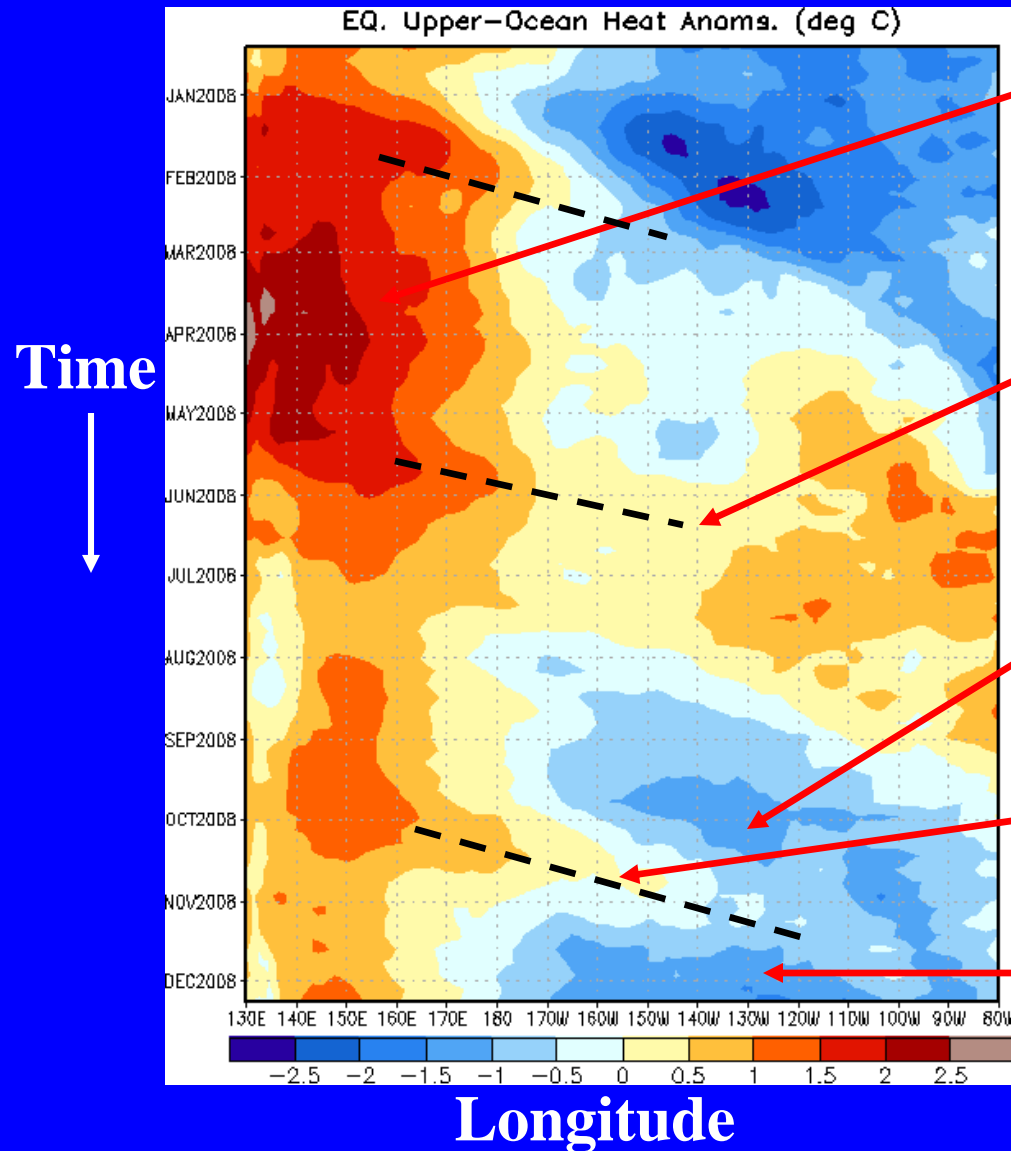 EQ. Upper-Ocean Heat Anoms. (deg C)
JAN2008
FEB2008
MAR2008
APR2008
Time
MAY2008
JUN2008
JUL2008
AUG2008
SEP2008
OCT2008
NOV2008
DEC2008
130E 140E 150E 160E 170E 180 170W 160W 150W 140W 130W 120W 110W 100W 90W 80W
-2.5 -2 -1.5 -1 -0.5 0 0.5 1 1.5 2 2.5
Longitude